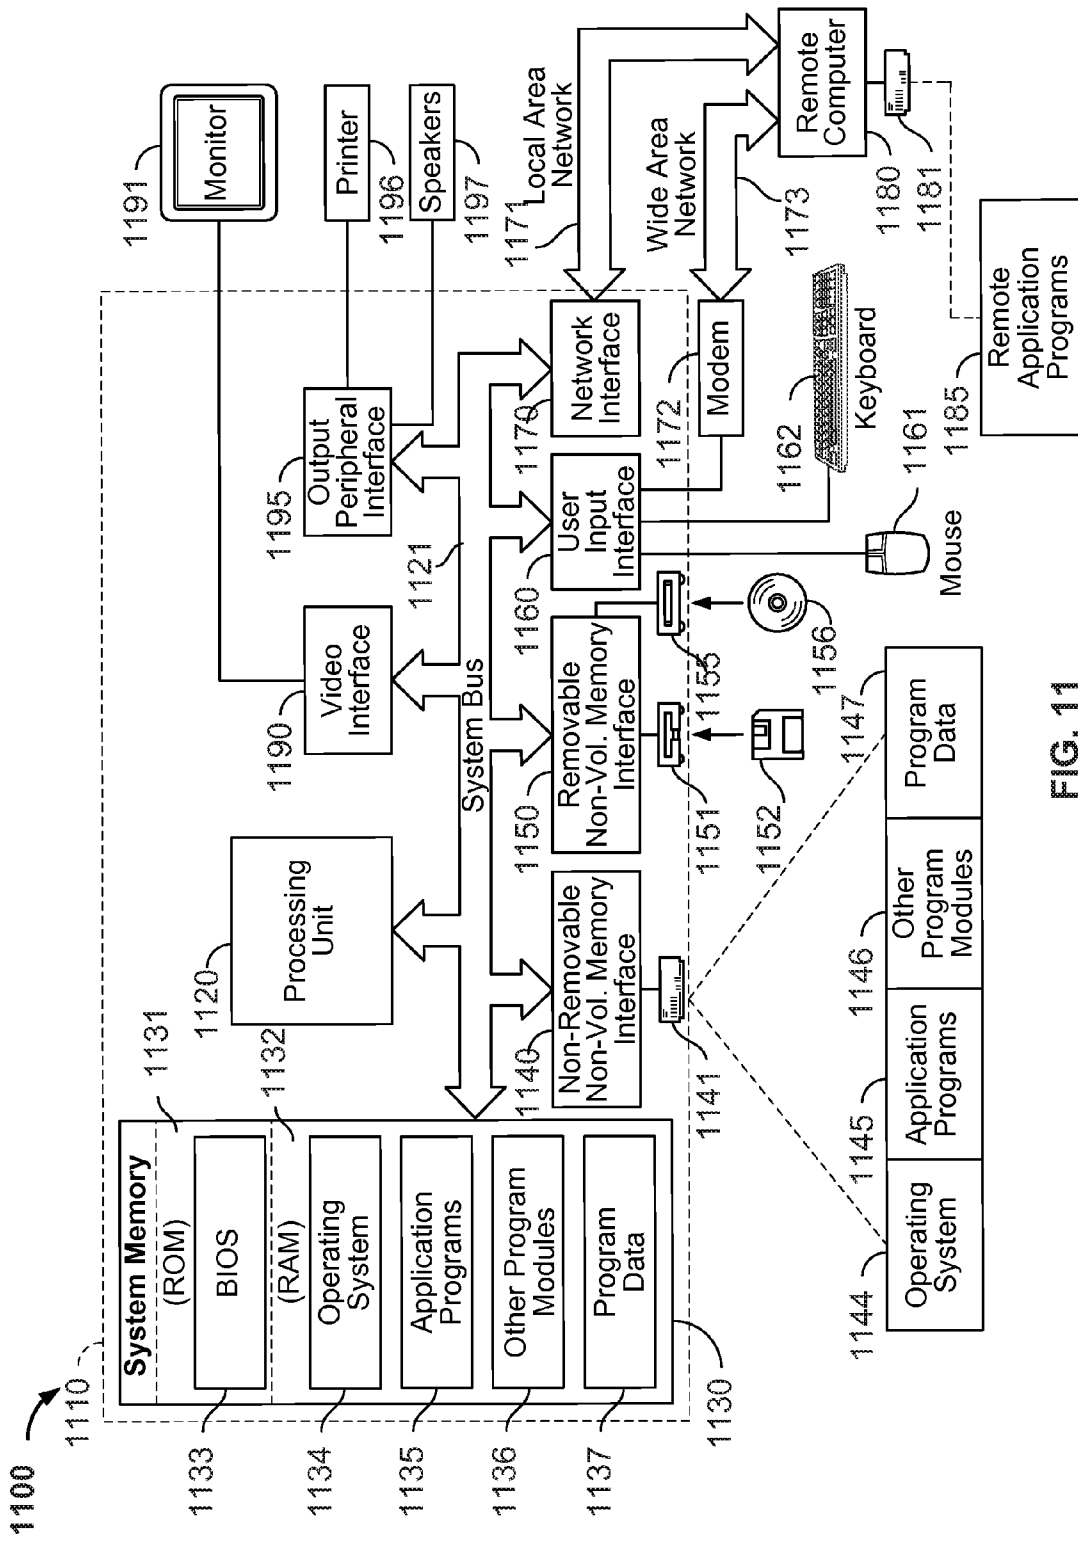 1100
1110
System Memory
(ROM)
1131
BIOS
1133
(RAM)
1132
Operating
System
1134
Application
Programs
1135
Other Program
Modules
1136
Program
Data
1137
1130
1120
Processing
Unit
1190
Video
Interface
1195
Output
Peripheral
Interface
1191
Monitor
Printer
1196
Speakers
1197
1121
System Bus
1140
Non-Removable
Non-Vol. Memory
Interface
1150
Removable
Non-Vol. Memory
Interface
1160
User
Input
Interface
1170
Network
Interface
1171
Local Area
Network
1172
Modem
Wide Area
Network
1173
Remote
Computer
1180
1181
1141
1151
1155
1152
1156
1162
Keyboard
1161
Mouse
1185
Remote
Application
Programs
1144
Operating
System
1145
Application
Programs
1146
Other
Program
Modules
1147
Program
Data
FIG. 11